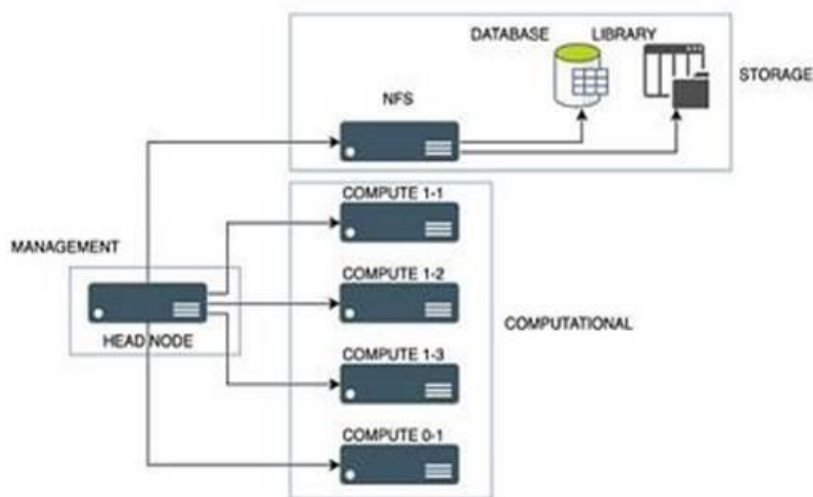 DATABASE
LIBRARY
STORAGE
NFS
COMPUTE 1-1
MANAGEMENT
COMPUTE 1-2
HEAD NODE
COMPUTATIONAL
COMPUTE 1-3
COMPUTE 0-1